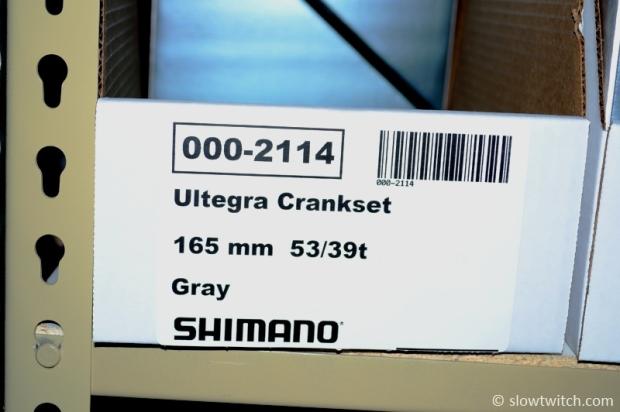 000-2114
000-2114
Ultegra Crankset
165 mm 53/39t
Gray
SHIMANO
© slowtwitch.com